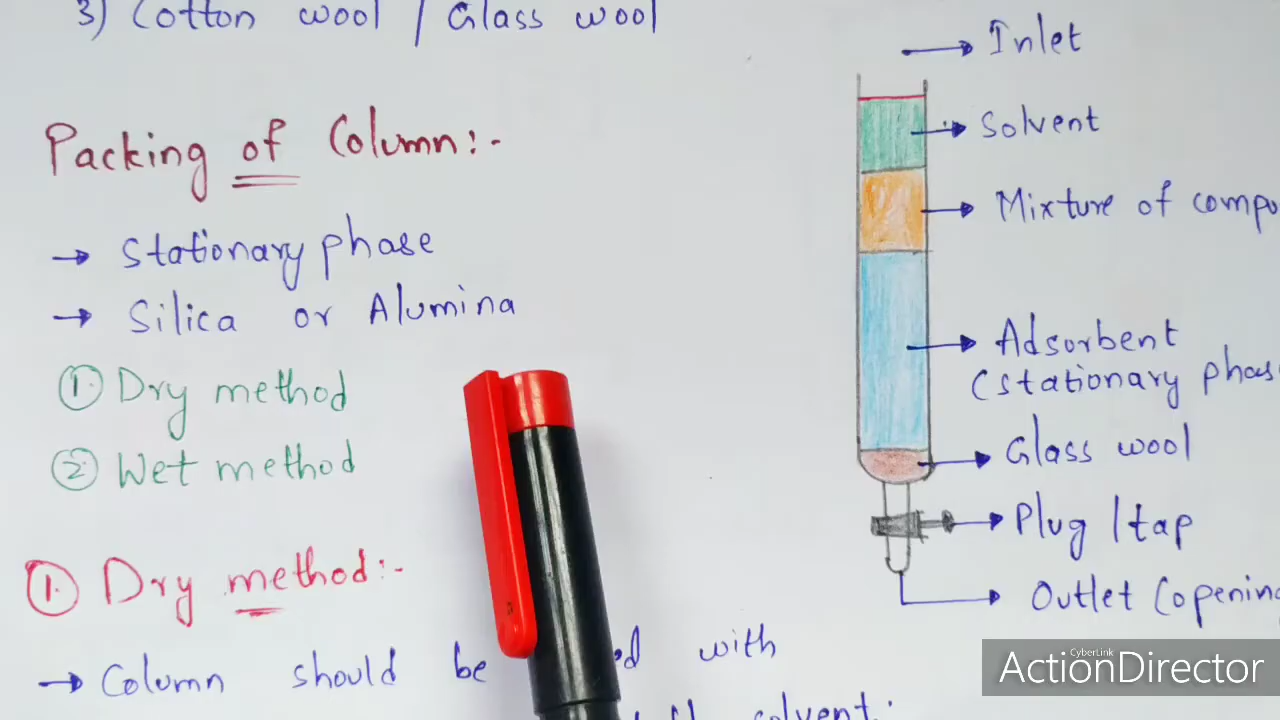 3) Cotton wool / Glass wool
Packing of Column:-
→ Stationary phase
→ Silica or Alumina
① Dry method
② Wet method
① Dry method:-
→ Column should be with
solvent.
Inlet
Solvent
Mixture of compo
Adsorbent
(Stationary phase
Glass wool
Plug / tap
Outlet (opening
CyberLink
ActionDirector